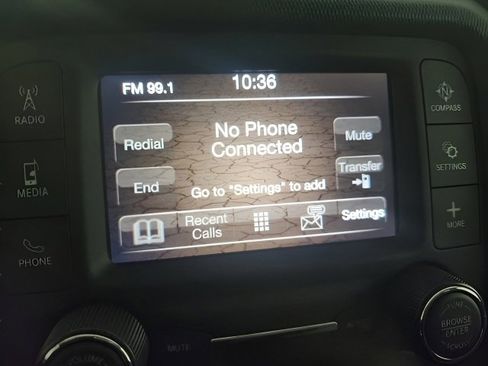 FM 99.1
10:36
RADIO
MEDIA
PHONE
Redial
End
No Phone
Connected
Go to "Settings" to add
Mute
Transfer
Recent
Calls
Settings
COMPASS
SETTINGS
MORE
VOLUME
MUTE
BROWSE
ENTER